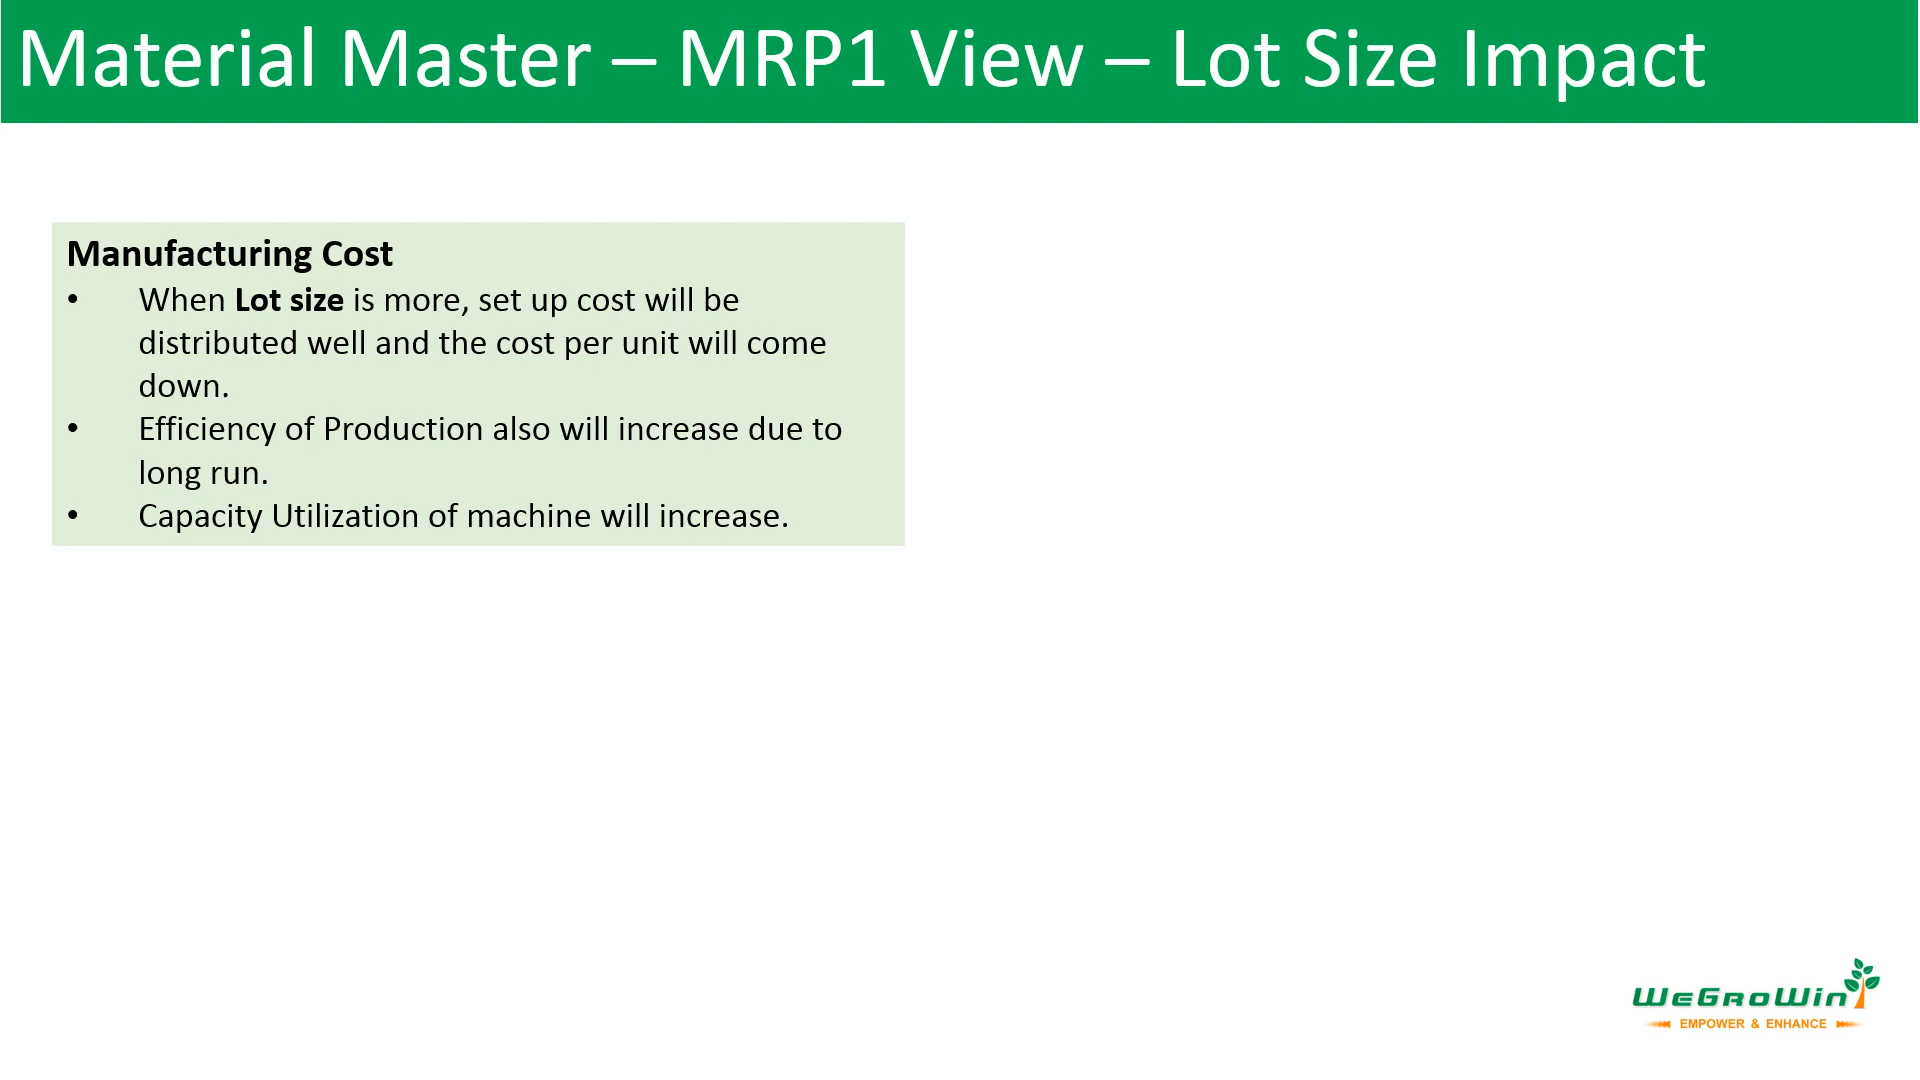 Material Master – MRP1 View – Lot Size Impact
Manufacturing Cost
• When Lot size is more, set up cost will be
distributed well and the cost per unit will come
down.
• Efficiency of Production also will increase due to
long run.
• Capacity Utilization of machine will increase.
WeGroWin
EMPOWER & ENHANCE